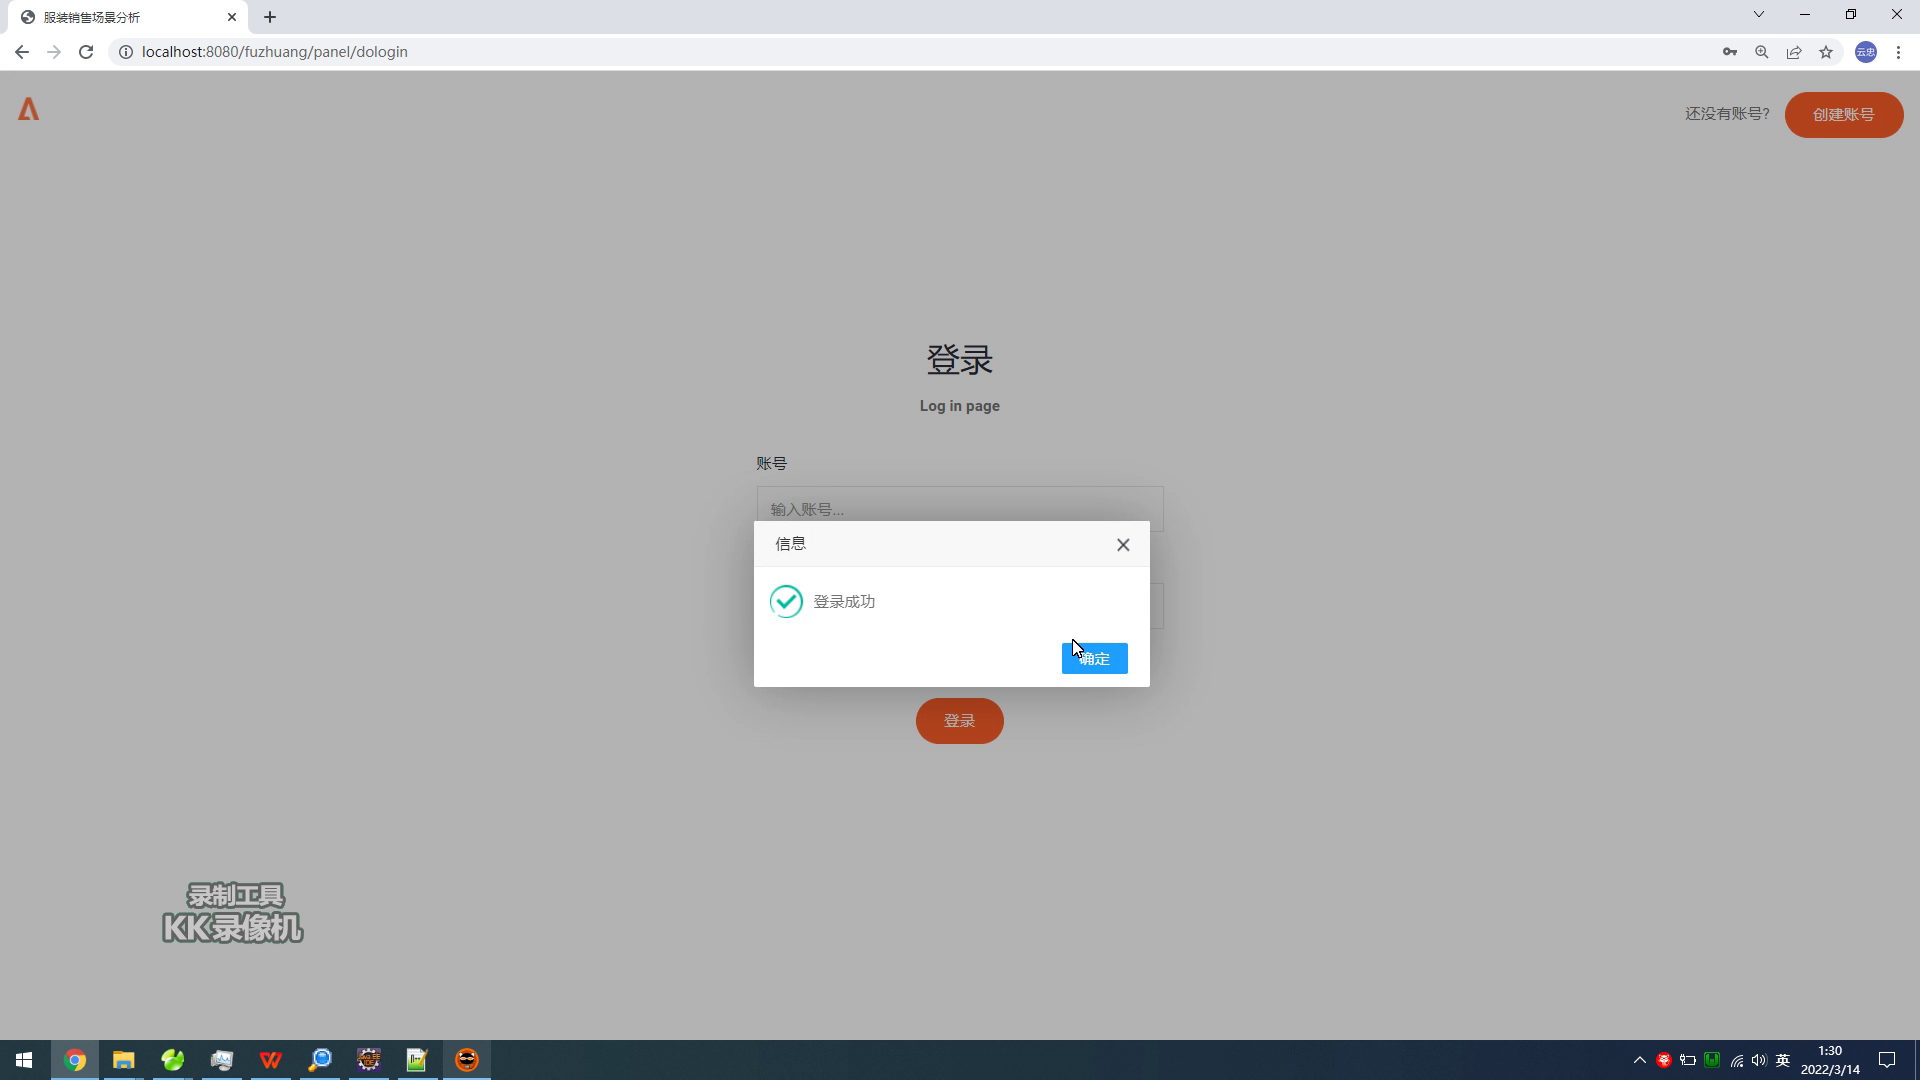 服装销售场景分析
localhost:8080/fuzhuang/panel/dologin
云忠
还没有账号?
创建账号
登录
Log in page
账号
输入账号...
信息
登录成功
确定
登录
录制工具
KK录像机
英
1:30
2022/3/14